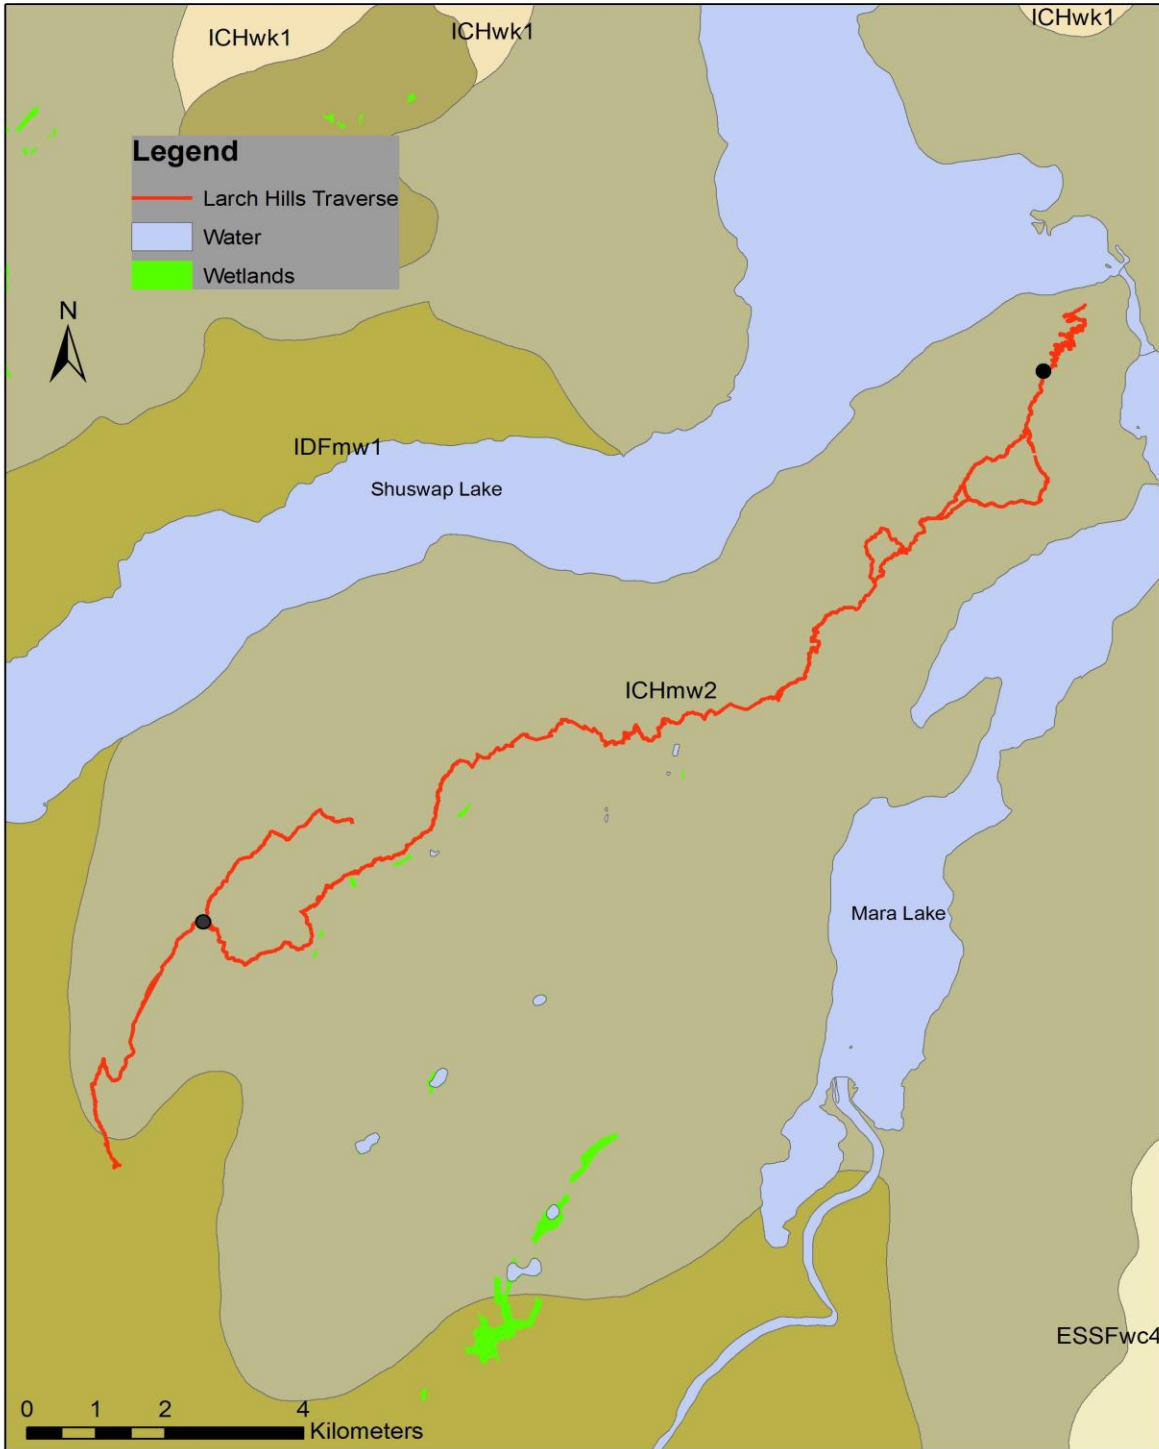 ICHwk1
ICHwk1
ICHwk1
Legend
Larch Hills Traverse
Water
Wetlands
N
IDFmw1
Shuswap Lake
ICHmw2
Mara Lake
ESSFwc4
0 1 2 4
Kilometers